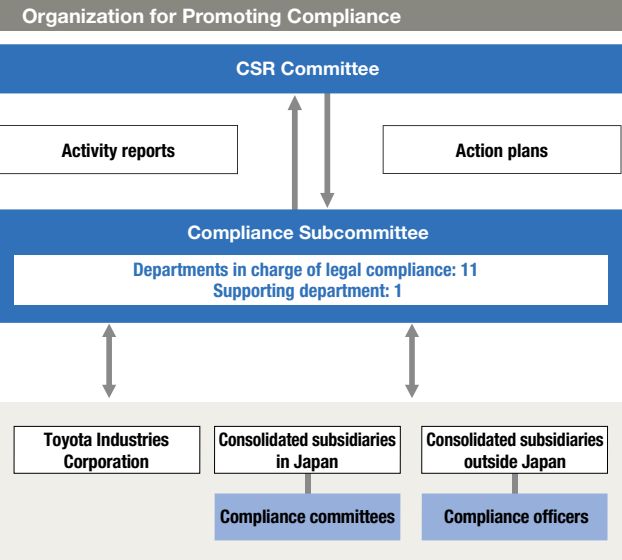 Organization for Promoting Compliance
CSR Committee
Activity reports
Action plans
Compliance Subcommittee
Departments in charge of legal compliance: 11
Supporting department: 1
Toyota Industries
Corporation
Consolidated subsidiaries
in Japan
Consolidated subsidiaries
outside Japan
Compliance committees
Compliance officers